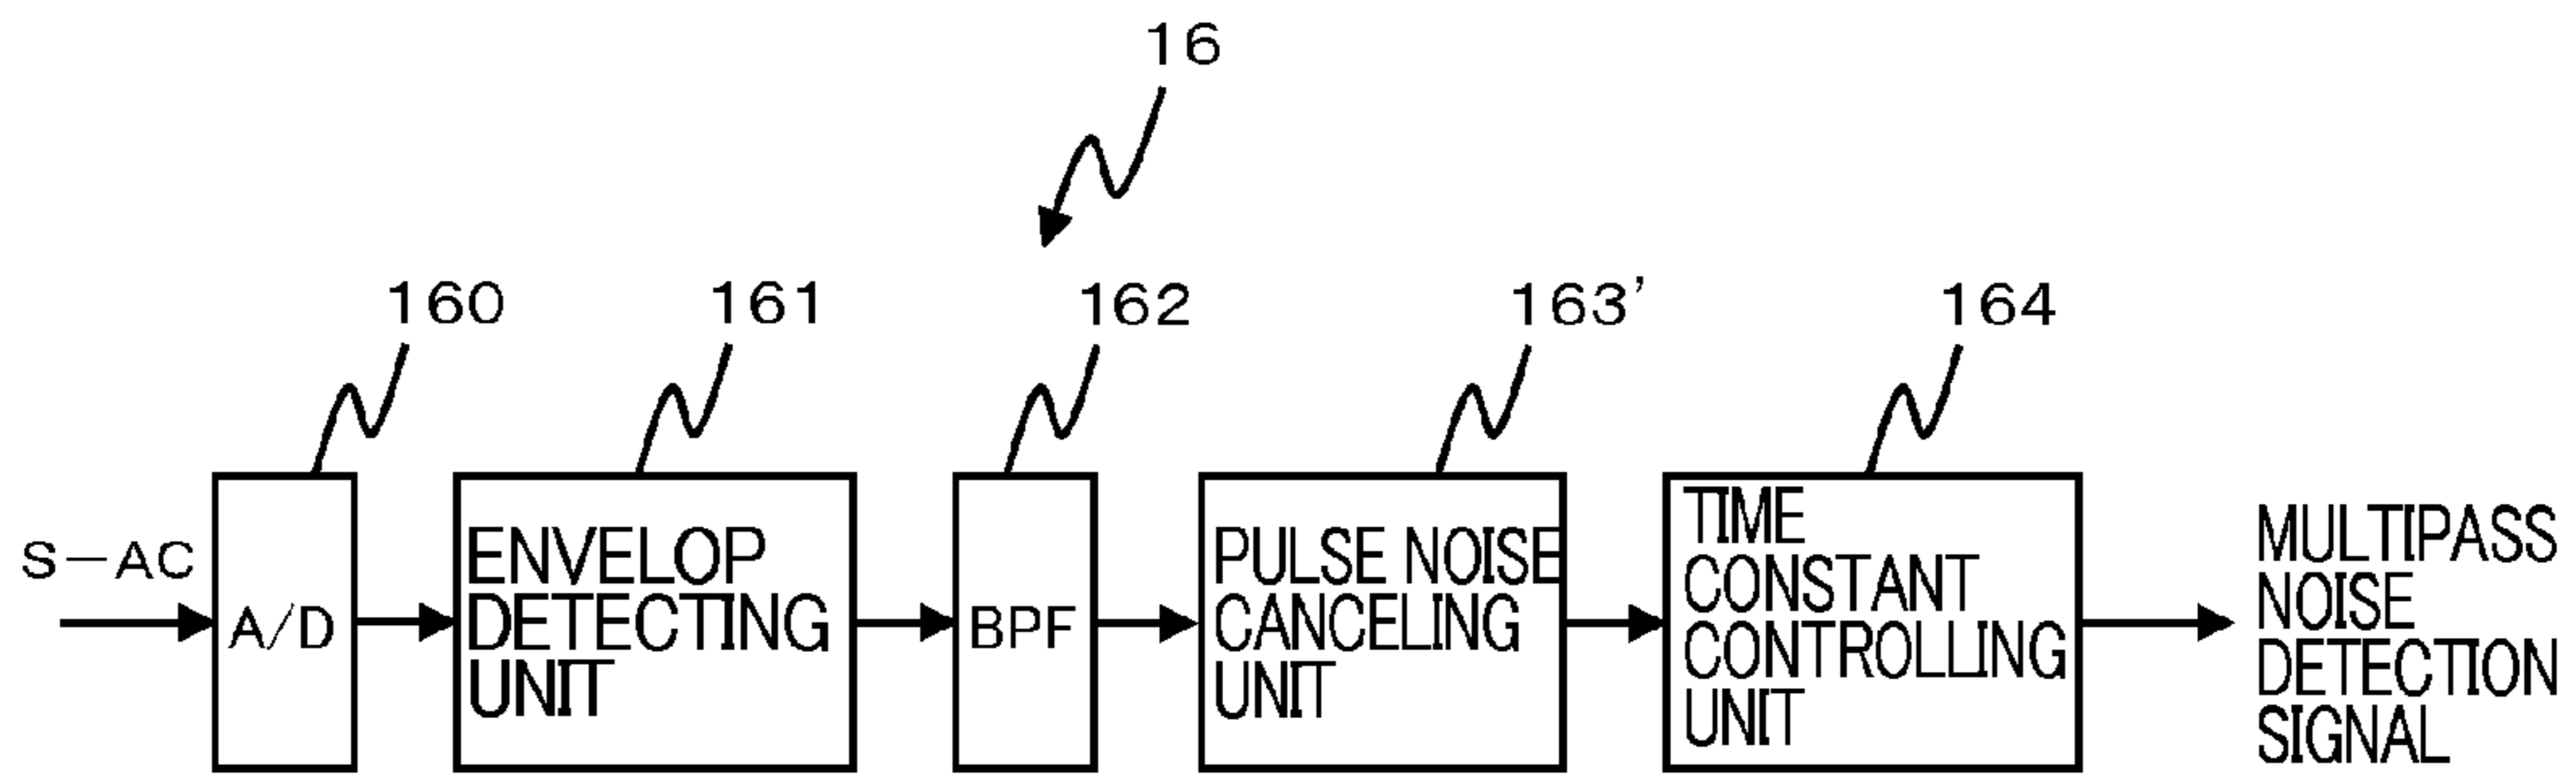 16
160
161
162
163'
164
S-AC
A/D
ENVELOP
DETECTING
UNIT
BPF
PULSE NOISE
CANCELING
UNIT
TIME
CONSTANT
CONTROLLING
UNIT
MULTIPASS
NOISE
DETECTION
SIGNAL